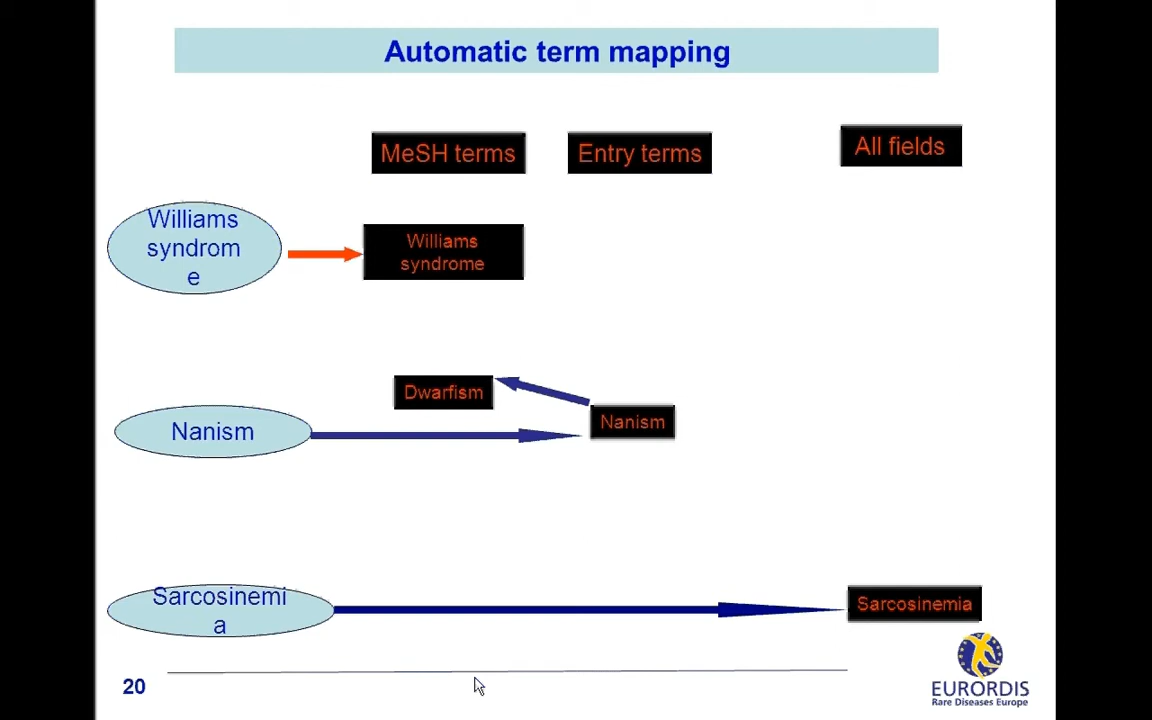 Automatic term mapping
MeSH terms
Entry terms
All fields
Williams
syndrom
e
Williams
syndrome
Dwarfism
Nanism
Nanism
Sarcosinemi
a
Sarcosinemia
20
EURORDIS
Rare Diseases Europe